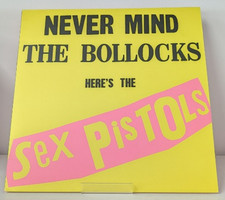 NEVER MIND
THE BOLLOCKS
HERE'S THE
Sex PiSTOLS